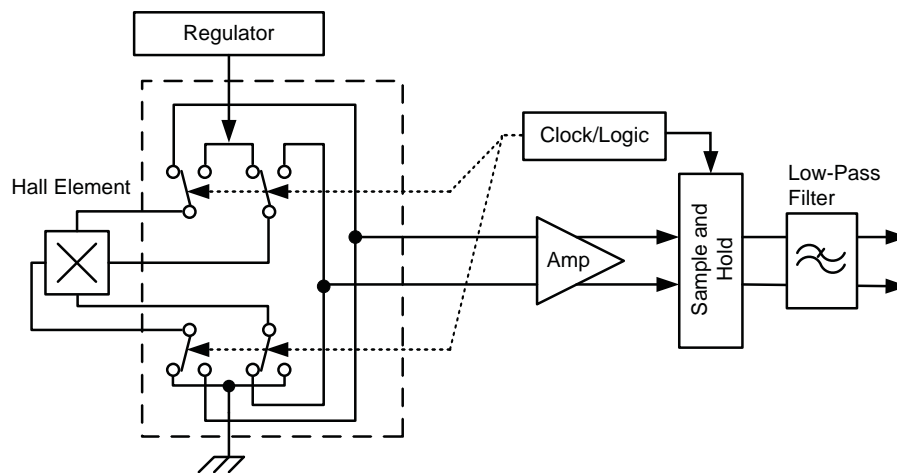 Regulator
Clock/Logic
Hall Element
Low-Pass
Filter
Amp
Sample and
Hold